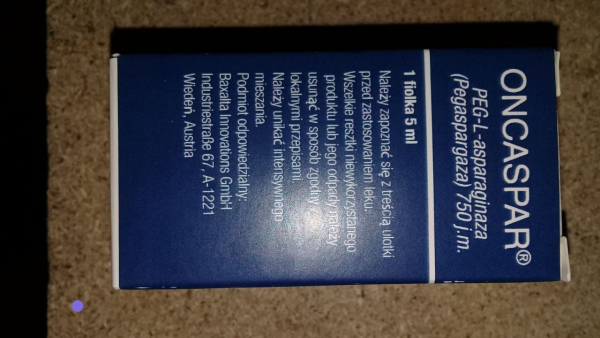 ONCASPAR®
PEG-L-asparaginaza
(Pegaspargaza) 750 j.m.
1 fiolka 5 ml
Należy zapoznać się z treścią ulotki
przed zastosowaniem leku.
Wszelkie resztki niewykorzystanego
produktu lub jego odpady należy
usunąć w sposób zgodny z
lokalnymi przepisami.
Należy unikać intensywnego
mieszania.
Podmiot odpowiedzialny:
Baxalta Innovations GmbH
Industriestraße 67, A-1221
Wiedeń, Austria